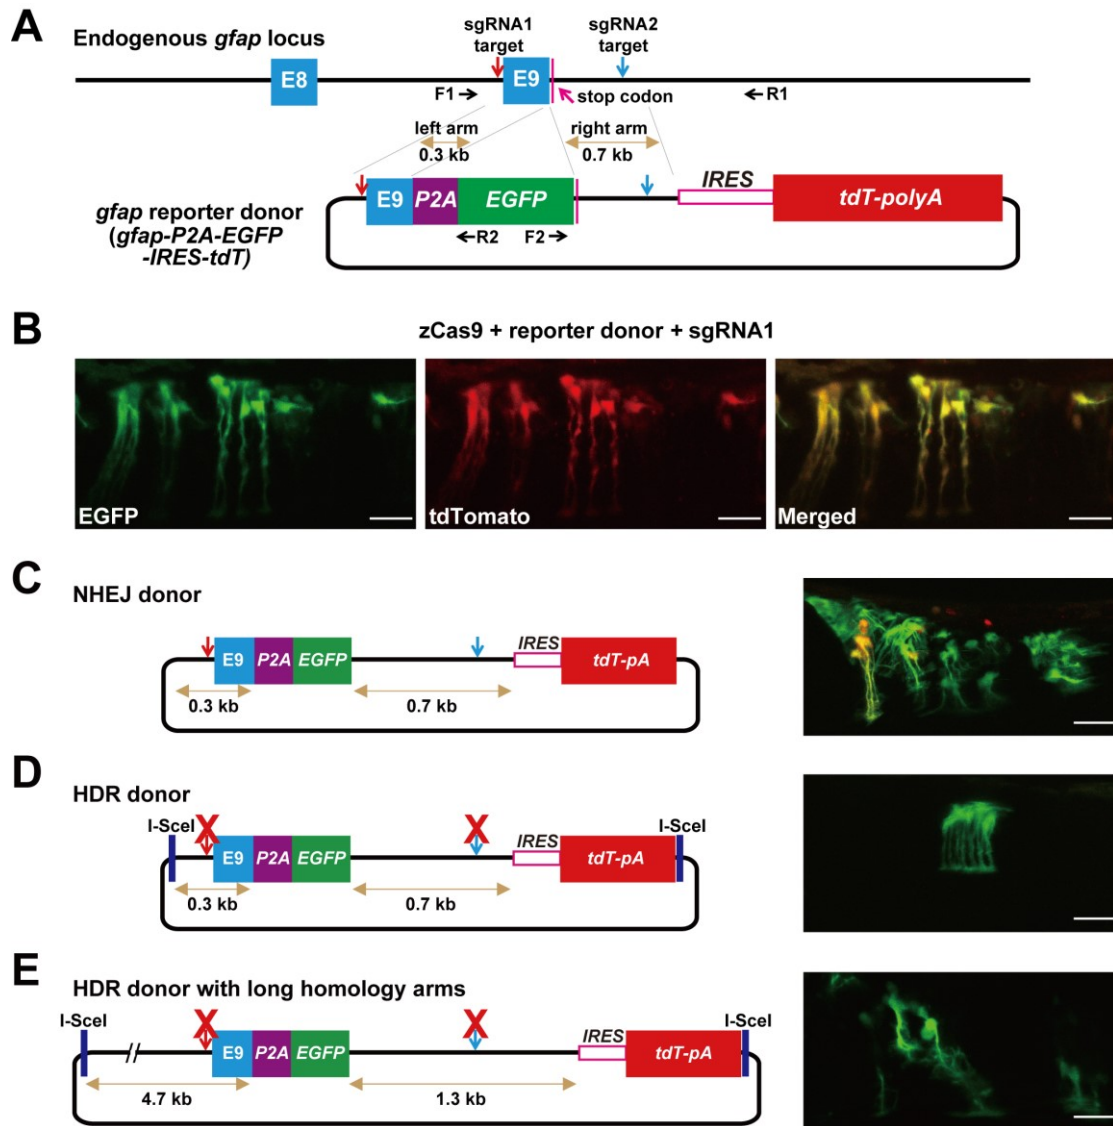 A
Endogenous gfap locus
sgRNA1
target
sgRNA2
target
E8
E9
F1
stop codon
R1
left arm
0.3 kb
right arm
0.7 kb
IRES
E9
P2A
EGFP
tdT-polyA
gfap reporter donor
(gfap-P2A-EGFP
-IRES-tdT)
R2
F2
B
zCas9 + reporter donor + sgRNA1
EGFP
tdTomato
Merged
C
NHEJ donor
IRES
E9
P2A
EGFP
tdT-pA
0.3 kb
0.7 kb
D
HDR donor
I-SceI
X
X
IRES
I-SceI
E9
P2A
EGFP
tdT-pA
0.3 kb
0.7 kb
E
HDR donor with long homology arms
I-SceI
X
X
IRES
I-SceI
E9
P2A
EGFP
tdT-pA
4.7 kb
1.3 kb